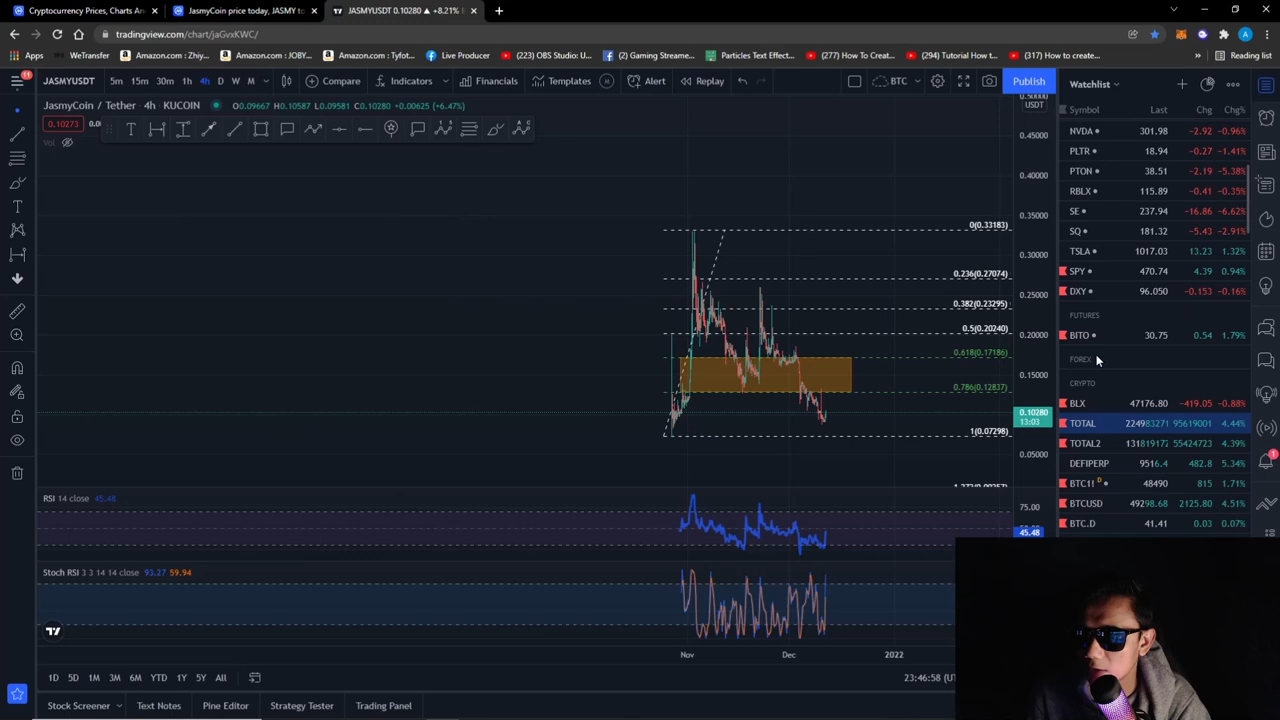 Cryptocurrency Prices, Charts An
JasmyCoin price today, JASMY to
JASMYUSDT 0.10280 ▲ +8.21%
tradingview.com/chart/jaGvxKWC/
A
Apps WeTransfer Amazon.com : Zhiy... Amazon.com : JOBY... Amazon.com : Tyfot... Live Producer (223) OBS Studio: U... (2) Game Streame... Particles Text Effect... (277) How To Creat... (294) Tutorial How t... (317) How to create... » Reading list
11
JASMYUSDT 5m 15m 30m 1h 4h D W M Compare Indicators Financials Templates Alert Replay BTC Publish
JasmyCoin / Tether · 4h · KUCOIN O0.09667 H0.10587 L0.09581 C0.10280 +0.00625 (+6.47%)
0.10273
Vol
USDT
0.45000
0.40000
0.35000
0.30000
0.25000
0.20000
0.15000
0.10280
13:03
0.05000
0(0.33183)
0.236(0.27074)
0.382(0.23295)
0.5(0.20240)
0.618(0.17186)
0.786(0.12837)
1(0.07298)
RSI 14 close 45.48
75.00
45.48
Stoch RSI 3 3 14 14 close 93.27 59.94
Nov Dec 2022
1D 5D 1M 3M 6M YTD 1Y 5Y All
23:46:58 (UT
Stock Screener Text Notes Pine Editor Strategy Tester Trading Panel
Watchlist
Symbol Last Chg Chg%
NVDA 301.98 −2.92 −0.96%
PLTR 18.94 −0.27 −1.41%
PTON 38.51 −2.19 −5.38%
RBLX 115.89 −0.41 −0.35%
SE 237.94 −16.86 −6.62%
SQ 181.32 −5.43 −2.91%
TSLA 1017.03 13.23 1.32%
SPY 470.74 4.39 0.94%
DXY 96.050 −0.153 −0.16%
FUTURES
BITO 30.75 0.54 1.79%
FOREX
CRYPTO
BLX 47176.80 −419.05 −0.88%
TOTAL 224983271 95619001 4.44%
TOTAL2 131819172 55424723 4.39%
DEFIPERP 9516.4 482.8 5.34%
BTC1! D 48490 815 1.71%
BTCUSD 49298.68 2125.80 4.51%
BTC.D 41.41 0.03 0.07%
1